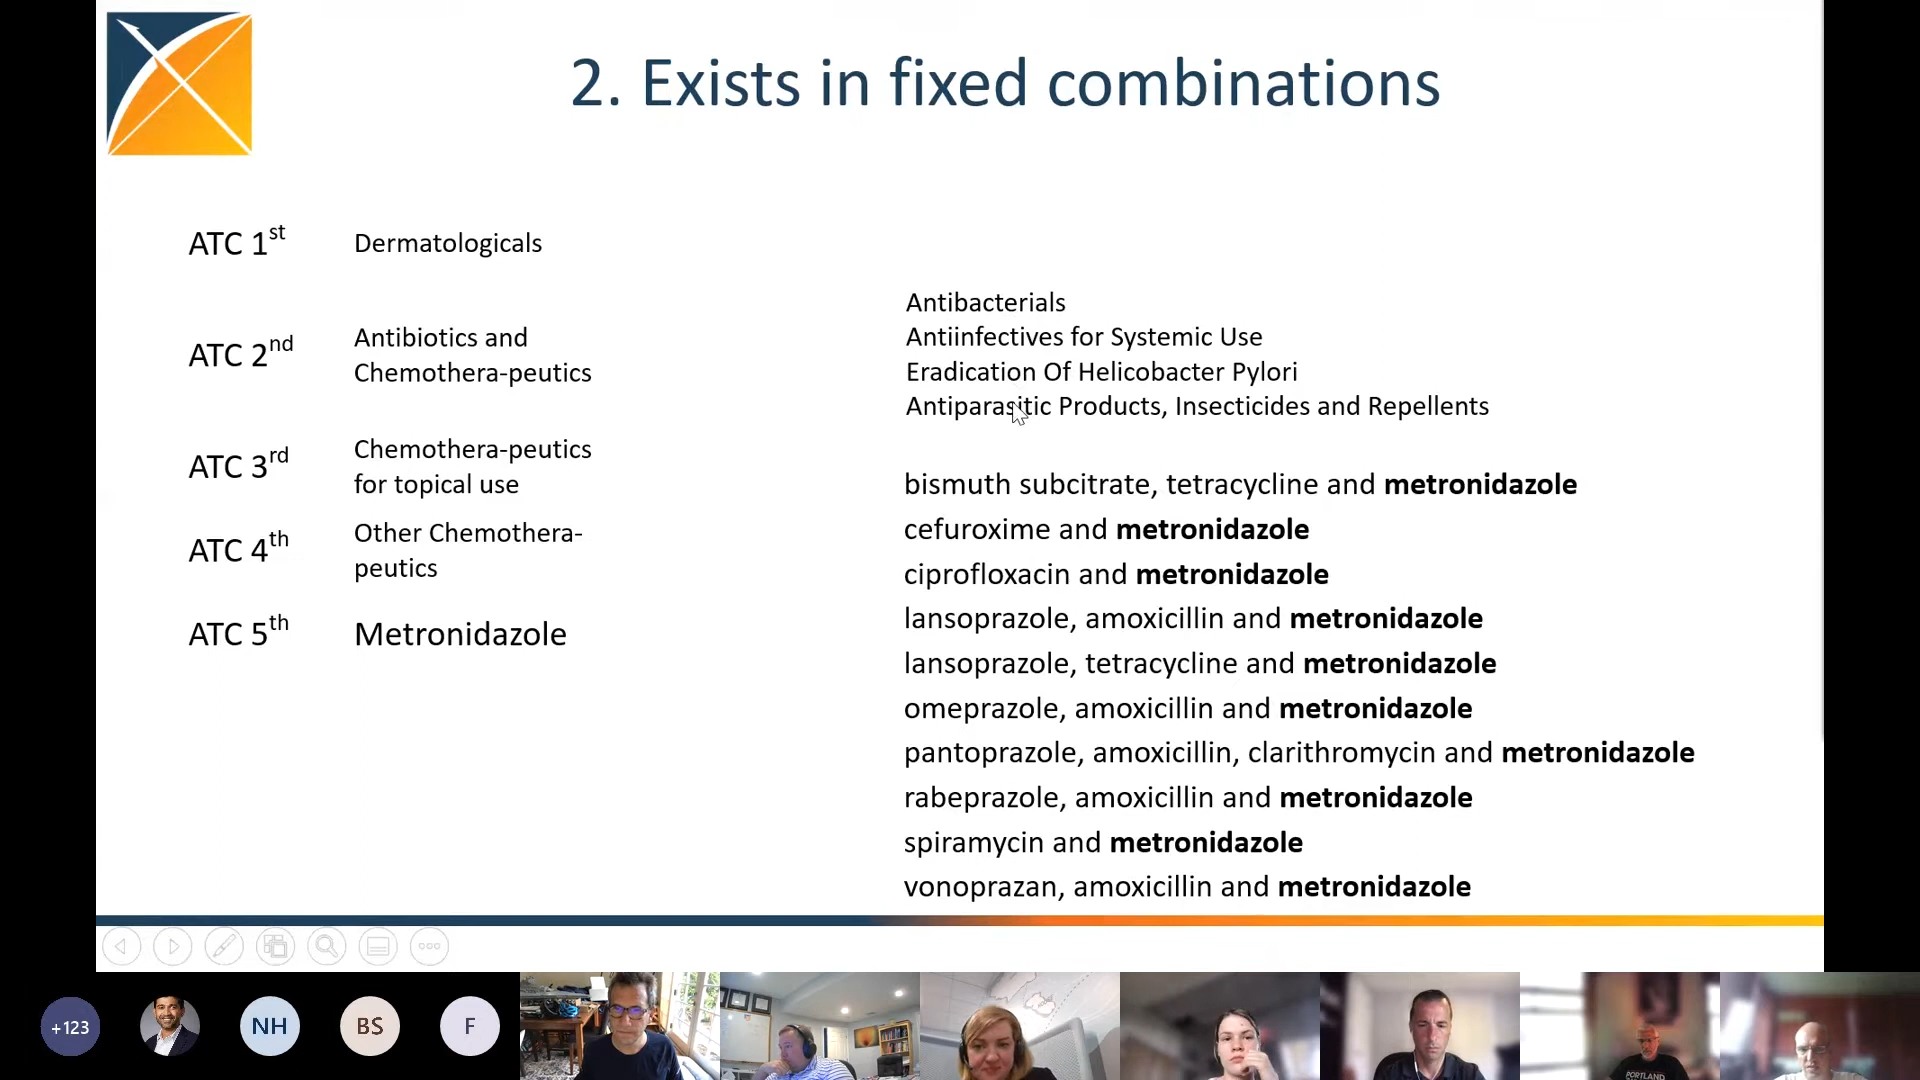 2. Exists in fixed combinations
ATC 1st
Dermatologicals
ATC 2nd
Antibiotics and
Chemothera-peutics
ATC 3rd
Chemothera-peutics
for topical use
ATC 4th
Other Chemothera-
peutics
ATC 5th
Metronidazole
Antibacterials
Antiinfectives for Systemic Use
Eradication Of Helicobacter Pylori
Antiparasitic Products, Insecticides and Repellents
bismuth subcitrate, tetracycline and metronidazole
cefuroxime and metronidazole
ciprofloxacin and metronidazole
lansoprazole, amoxicillin and metronidazole
lansoprazole, tetracycline and metronidazole
omeprazole, amoxicillin and metronidazole
pantoprazole, amoxicillin, clarithromycin and metronidazole
rabeprazole, amoxicillin and metronidazole
spiramycin and metronidazole
vonoprazan, amoxicillin and metronidazole
+123
NH
BS
F
PORTLAND